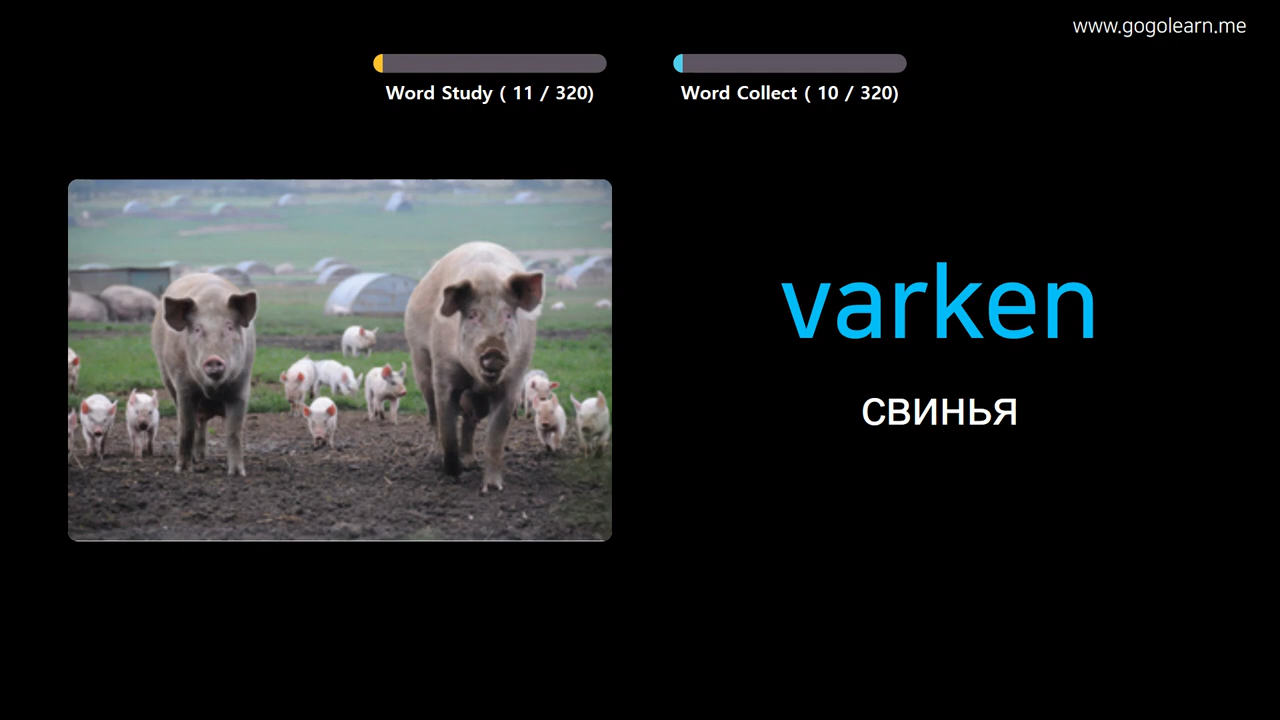 www.gogolearn.me
Word Study ( 11 / 320)
Word Collect ( 10 / 320)
varken
свинья